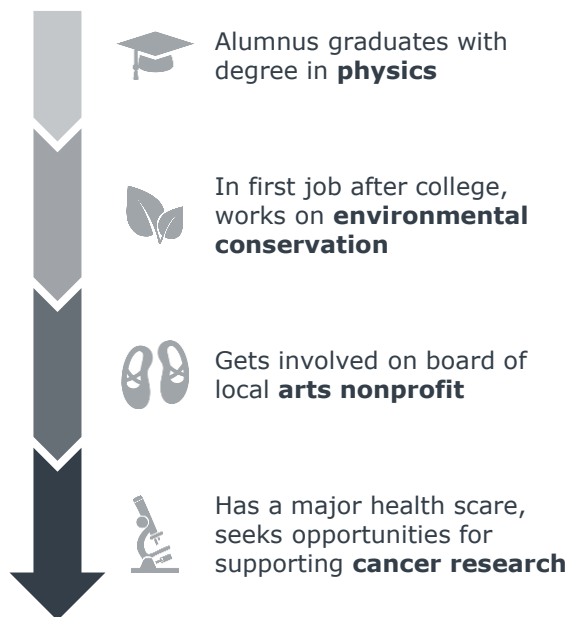 Alumnus graduates with
degree in physics
In first job after college,
works on environmental
conservation
Gets involved on board of
local arts nonprofit
Has a major health scare,
seeks opportunities for
supporting cancer research